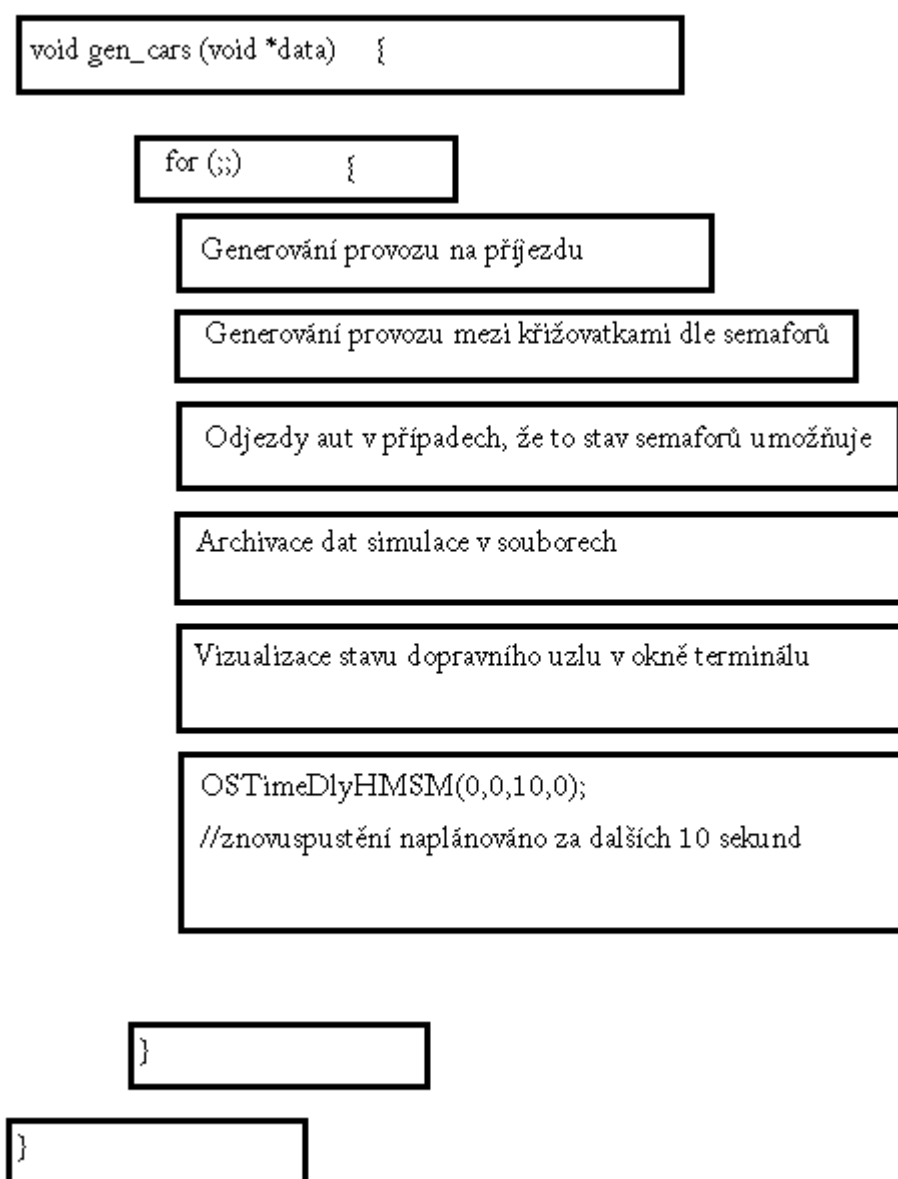 void gen_cars (void *data) {
for (;;) {
Generování provozu na příjezdu
Generování provozu mezi křižovatkami dle semaforů
Odjezdy aut v případech, že to stav semaforů umožňuje
Archivace dat simulace v souborech
Vizualizace stavu dopravního uzlu v okně terminálu
OSTimeDlyHMSM(0,0,10,0);
//znovuspustění naplánováno za dalších 10 sekund
}
}